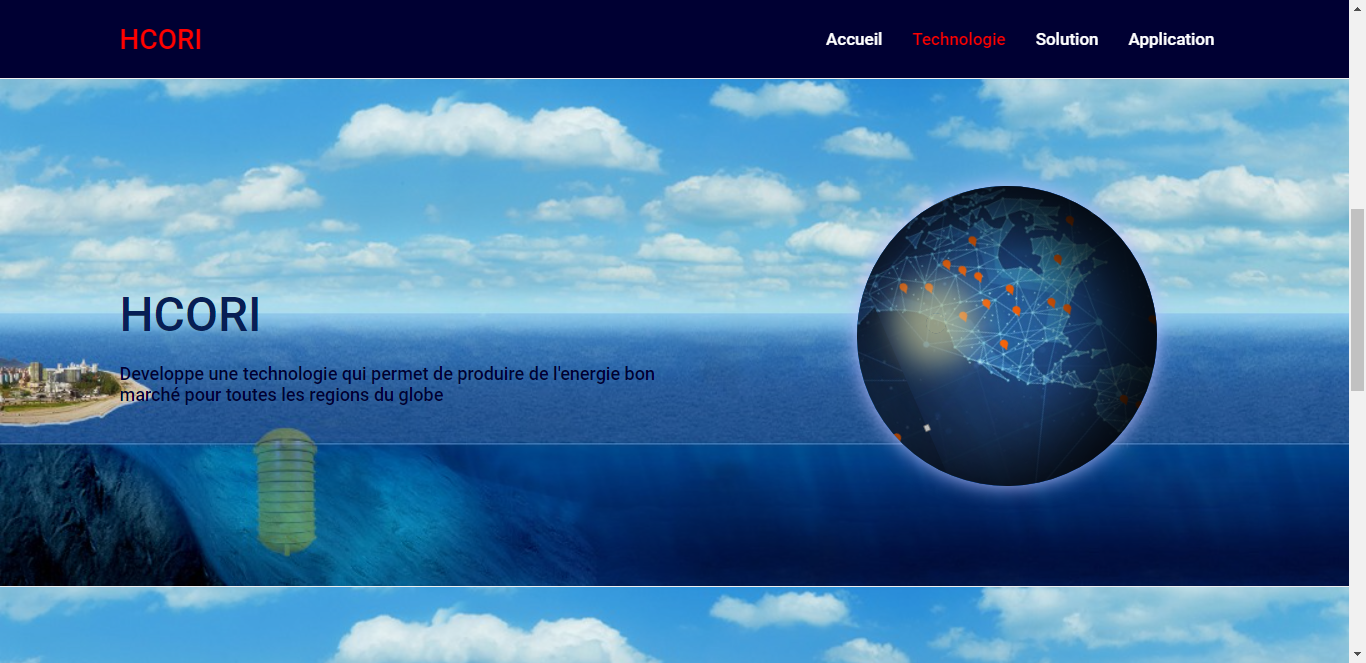 HCORI
Accueil Technologie Solution Application
HCORI
Developpe une technologie qui permet de produire de l'energie bon
marché pour toutes les regions du globe